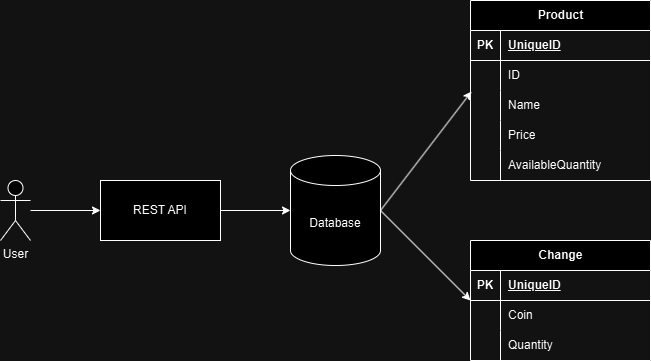 Product
PK UniqueID
ID
Name
Price
AvailableQuantity
User
REST API
Database
Change
PK UniqueID
Coin
Quantity